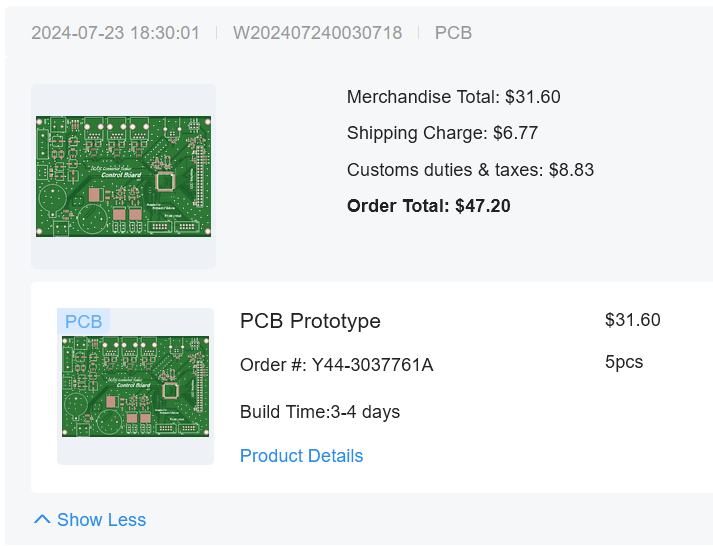 2024-07-23 18:30:01 | W202407240030718 | PCB
Merchandise Total: $31.60
Shipping Charge: $6.77
Customs duties & taxes: $8.83
Order Total: $47.20
Control Board
PCB
PCB Prototype
$31.60
Order #: Y44-3037761A
5pcs
Build Time:3-4 days
Product Details
Control Board
Show Less